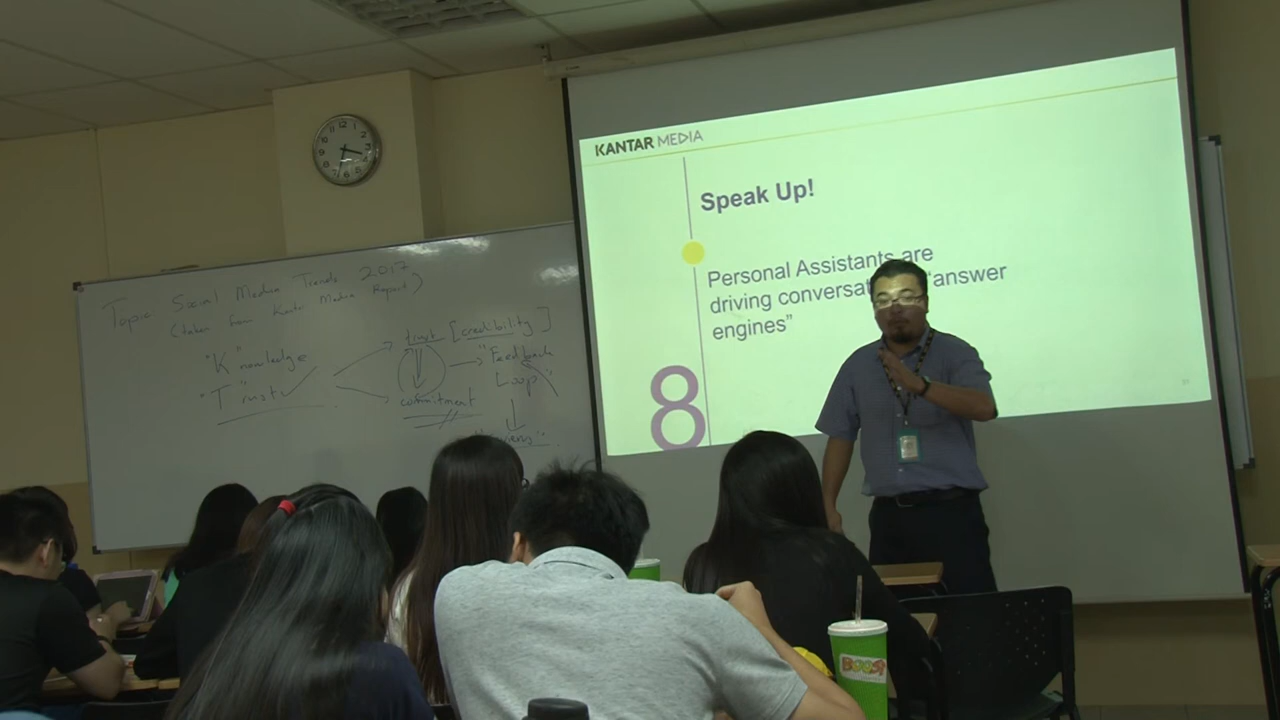 KANTAR MEDIA
Speak Up!
Personal Assistants are
driving conversat "answer
engines"
8
Topic Social Media Trends 2017
(taken from Kantar Media Report)
"K"nowledge
"T"rust
trust [credibility]
commitment
"Feedback
Loop"
BOOST